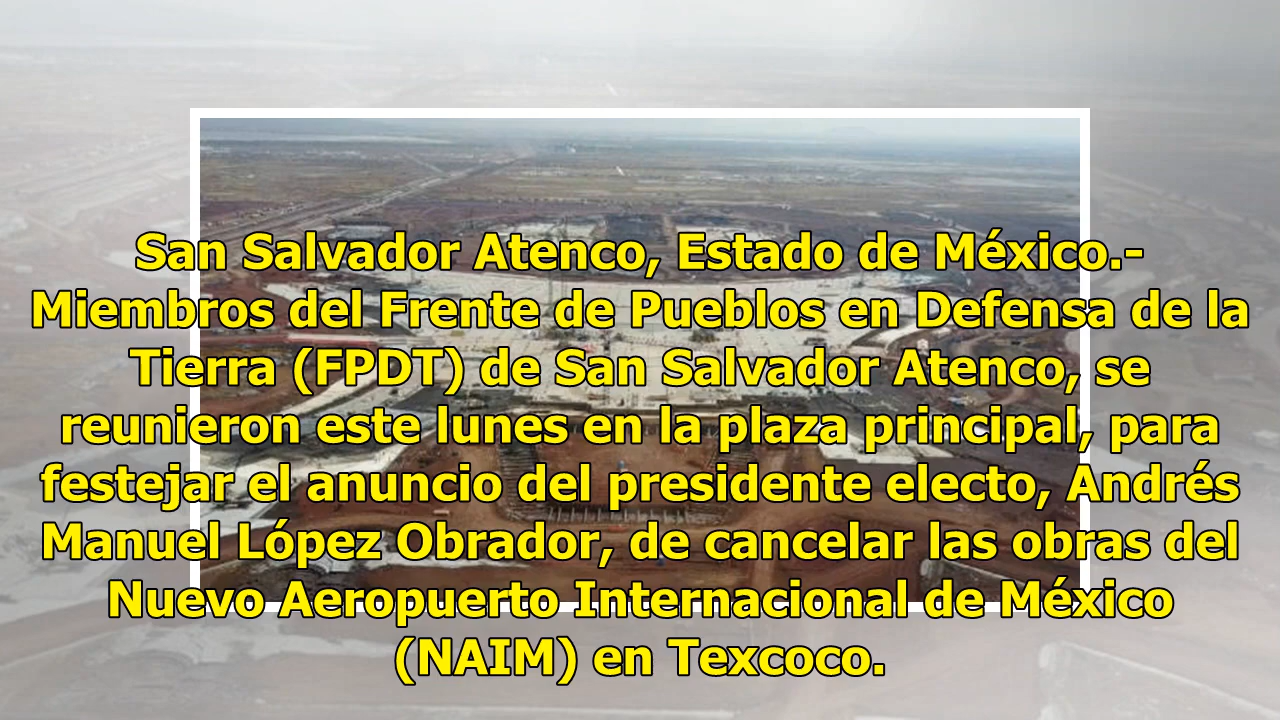 San Salvador Atenco, Estado de México.-
Miembros del Frente de Pueblos en Defensa de la
Tierra (FPDT) de San Salvador Atenco, se
reunieron este lunes en la plaza principal, para
festejar el anuncio del presidente electo, Andrés
Manuel López Obrador, de cancelar las obras del
Nuevo Aeropuerto Internacional de México
(NAIM) en Texcoco.